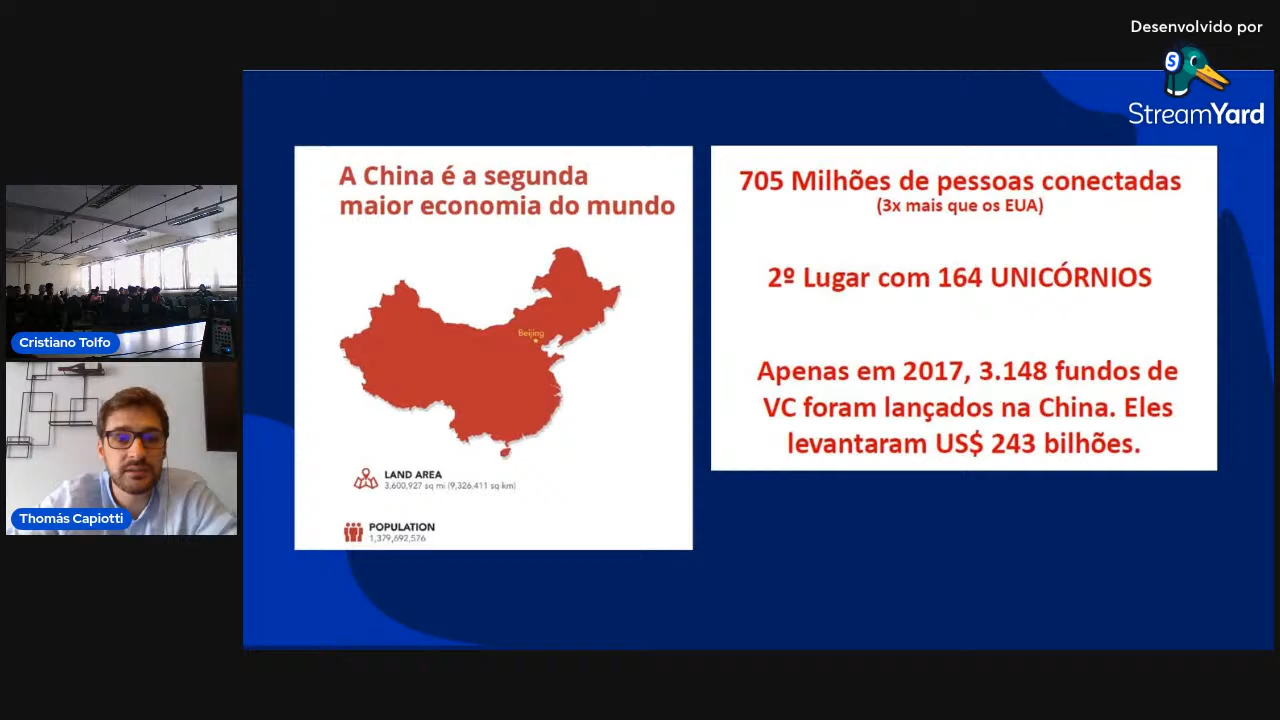 Desenvolvido por
S
StreamYard
A China é a segunda
maior economia do mundo
Beijing
LAND AREA
3,600,927 sq mi (9,326,411 sq km)
POPULATION
1,379,692,576
705 Milhões de pessoas conectadas
(3x mais que os EUA)
2º Lugar com 164 UNICÓRNIOS
Apenas em 2017, 3.148 fundos de
VC foram lançados na China. Eles
levantaram US$ 243 bilhões.
Cristiano Tolfo
Thomás Capiotti